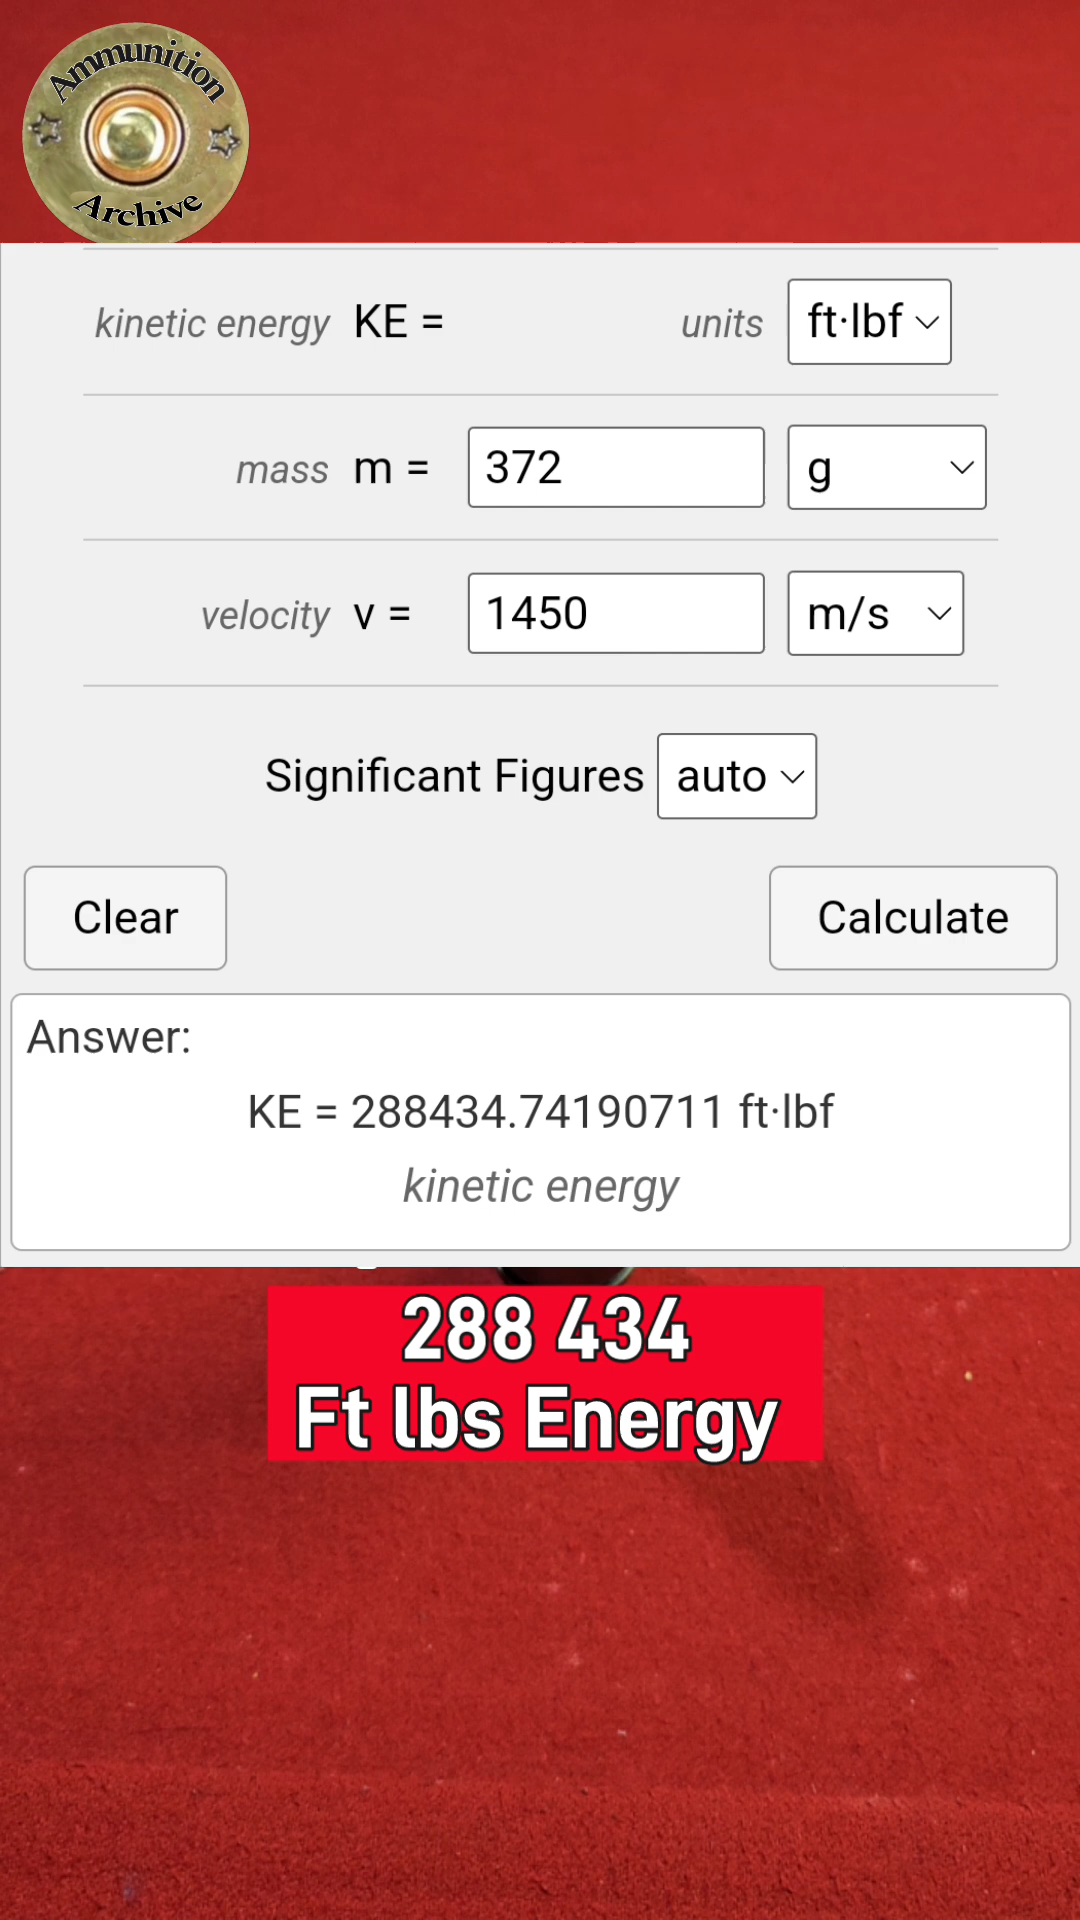 Ammunition
Archive
kinetic energy KE = units ft·lbf
mass m = 372 g
velocity v = 1450 m/s
Significant Figures auto
Clear Calculate
Answer:
KE = 288434.74190711 ft·lbf
kinetic energy
288 434
Ft lbs Energy